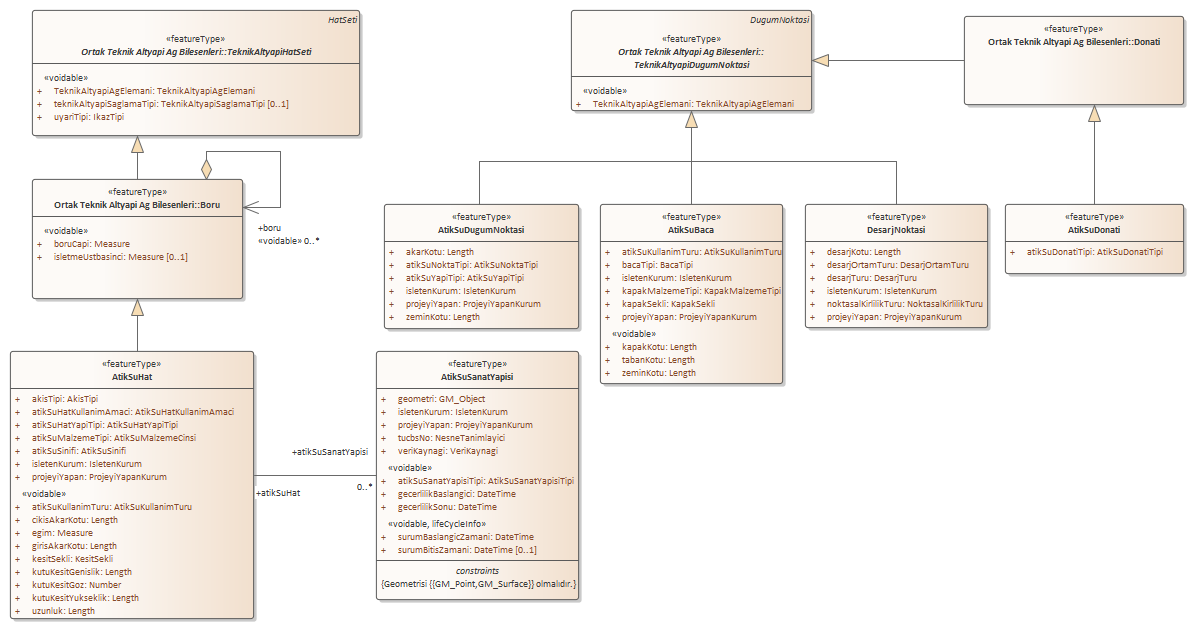 HatSeti
«featureType»
Ortak Teknik Altyapi Ag Bilesenleri::TeknikAltyapiHatSeti
«voidable»
+ TeknikAltyapiAgElemani: TeknikAltyapiAgElemani
+ teknikAltyapiSaglamaTipi: TeknikAltyapiSaglamaTipi [0..1]
+ uyariTipi: IkazTipi
DugumNoktasi
«featureType»
Ortak Teknik Altyapi Ag Bilesenleri::
TeknikAltyapiDugumNoktasi
«voidable»
+ TeknikAltyapiAgElemani: TeknikAltyapiAgElemani
«featureType»
Ortak Teknik Altyapi Ag Bilesenleri::Donati
«featureType»
Ortak Teknik Altyapi Ag Bilesenleri::Boru
«voidable»
+ boruCapi: Measure
+ isletmeUstbasinci: Measure [0..1]
+boru
«voidable» 0..*
«featureType»
AtikSuDugumNoktasi
+ akarKotu: Length
+ atikSuNoktaTipi: AtikSuNoktaTipi
+ atikSuYapiTipi: AtikSuYapiTipi
+ isletenKurum: IsletenKurum
+ projeyiYapan: ProjeyiYapanKurum
+ zeminKotu: Length
«featureType»
AtikSuBaca
+ atikSuKullanimTuru: AtikSuKullanimTuru
+ bacaTipi: BacaTipi
+ isletenKurum: IsletenKurum
+ kapakMalzemeTipi: KapakMalzemeTipi
+ kapakSekli: KapakSekli
+ projeyiYapan: ProjeyiYapanKurum
«voidable»
+ kapakKotu: Length
+ tabanKotu: Length
+ zeminKotu: Length
«featureType»
DesarjNoktasi
+ desarjKotu: Length
+ desarjOrtamTuru: DesarjOrtamTuru
+ desarjTuru: DesarjTuru
+ isletenKurum: IsletenKurum
+ noktasalKirlilikTuru: NoktasalKirlilikTuru
+ projeyiYapan: ProjeyiYapanKurum
«featureType»
AtikSuDonati
+ atikSuDonatiTipi: AtikSuDonatiTipi
«featureType»
AtikSuHat
+ akisTipi: AkisTipi
+ atikSuHatKullanimAmaci: AtikSuHatKullanimAmaci
+ atikSuHatYapiTipi: AtikSuHatYapiTipi
+ atikSuMalzemeTipi: AtikSuMalzemeCinsi
+ atikSuSinifi: AtikSuSinifi
+ isletenKurum: IsletenKurum
+ projeyiYapan: ProjeyiYapanKurum
«voidable»
+ atikSuKullanimTuru: AtikSuKullanimTuru
+ cikisAkarKotu: Length
+ egim: Measure
+ girisAkarKotu: Length
+ kesitSekli: KesitSekli
+ kutuKesitGenislik: Length
+ kutuKesitGoz: Number
+ kutuKesitYukseklik: Length
+ uzunluk: Length
+atikSuSanatYapisi
0..*
+atikSuHat
«featureType»
AtikSuSanatYapisi
+ geometri: GM_Object
+ isletenKurum: IsletenKurum
+ projeyiYapan: ProjeyiYapanKurum
+ tucbsNo: NesneTanimlayici
+ veriKaynagi: VeriKaynagi
«voidable»
+ atikSuSanatYapisiTipi: AtikSuSanatYapisiTipi
+ gecerlilikBaslangici: DateTime
+ gecerlilikSonu: DateTime
«voidable, lifeCycleInfo»
+ surumBaslangicZamani: DateTime
+ surumBitisZamani: DateTime [0..1]
constraints
{Geometrisi {{GM_Point,GM_Surface}} olmalıdır.}